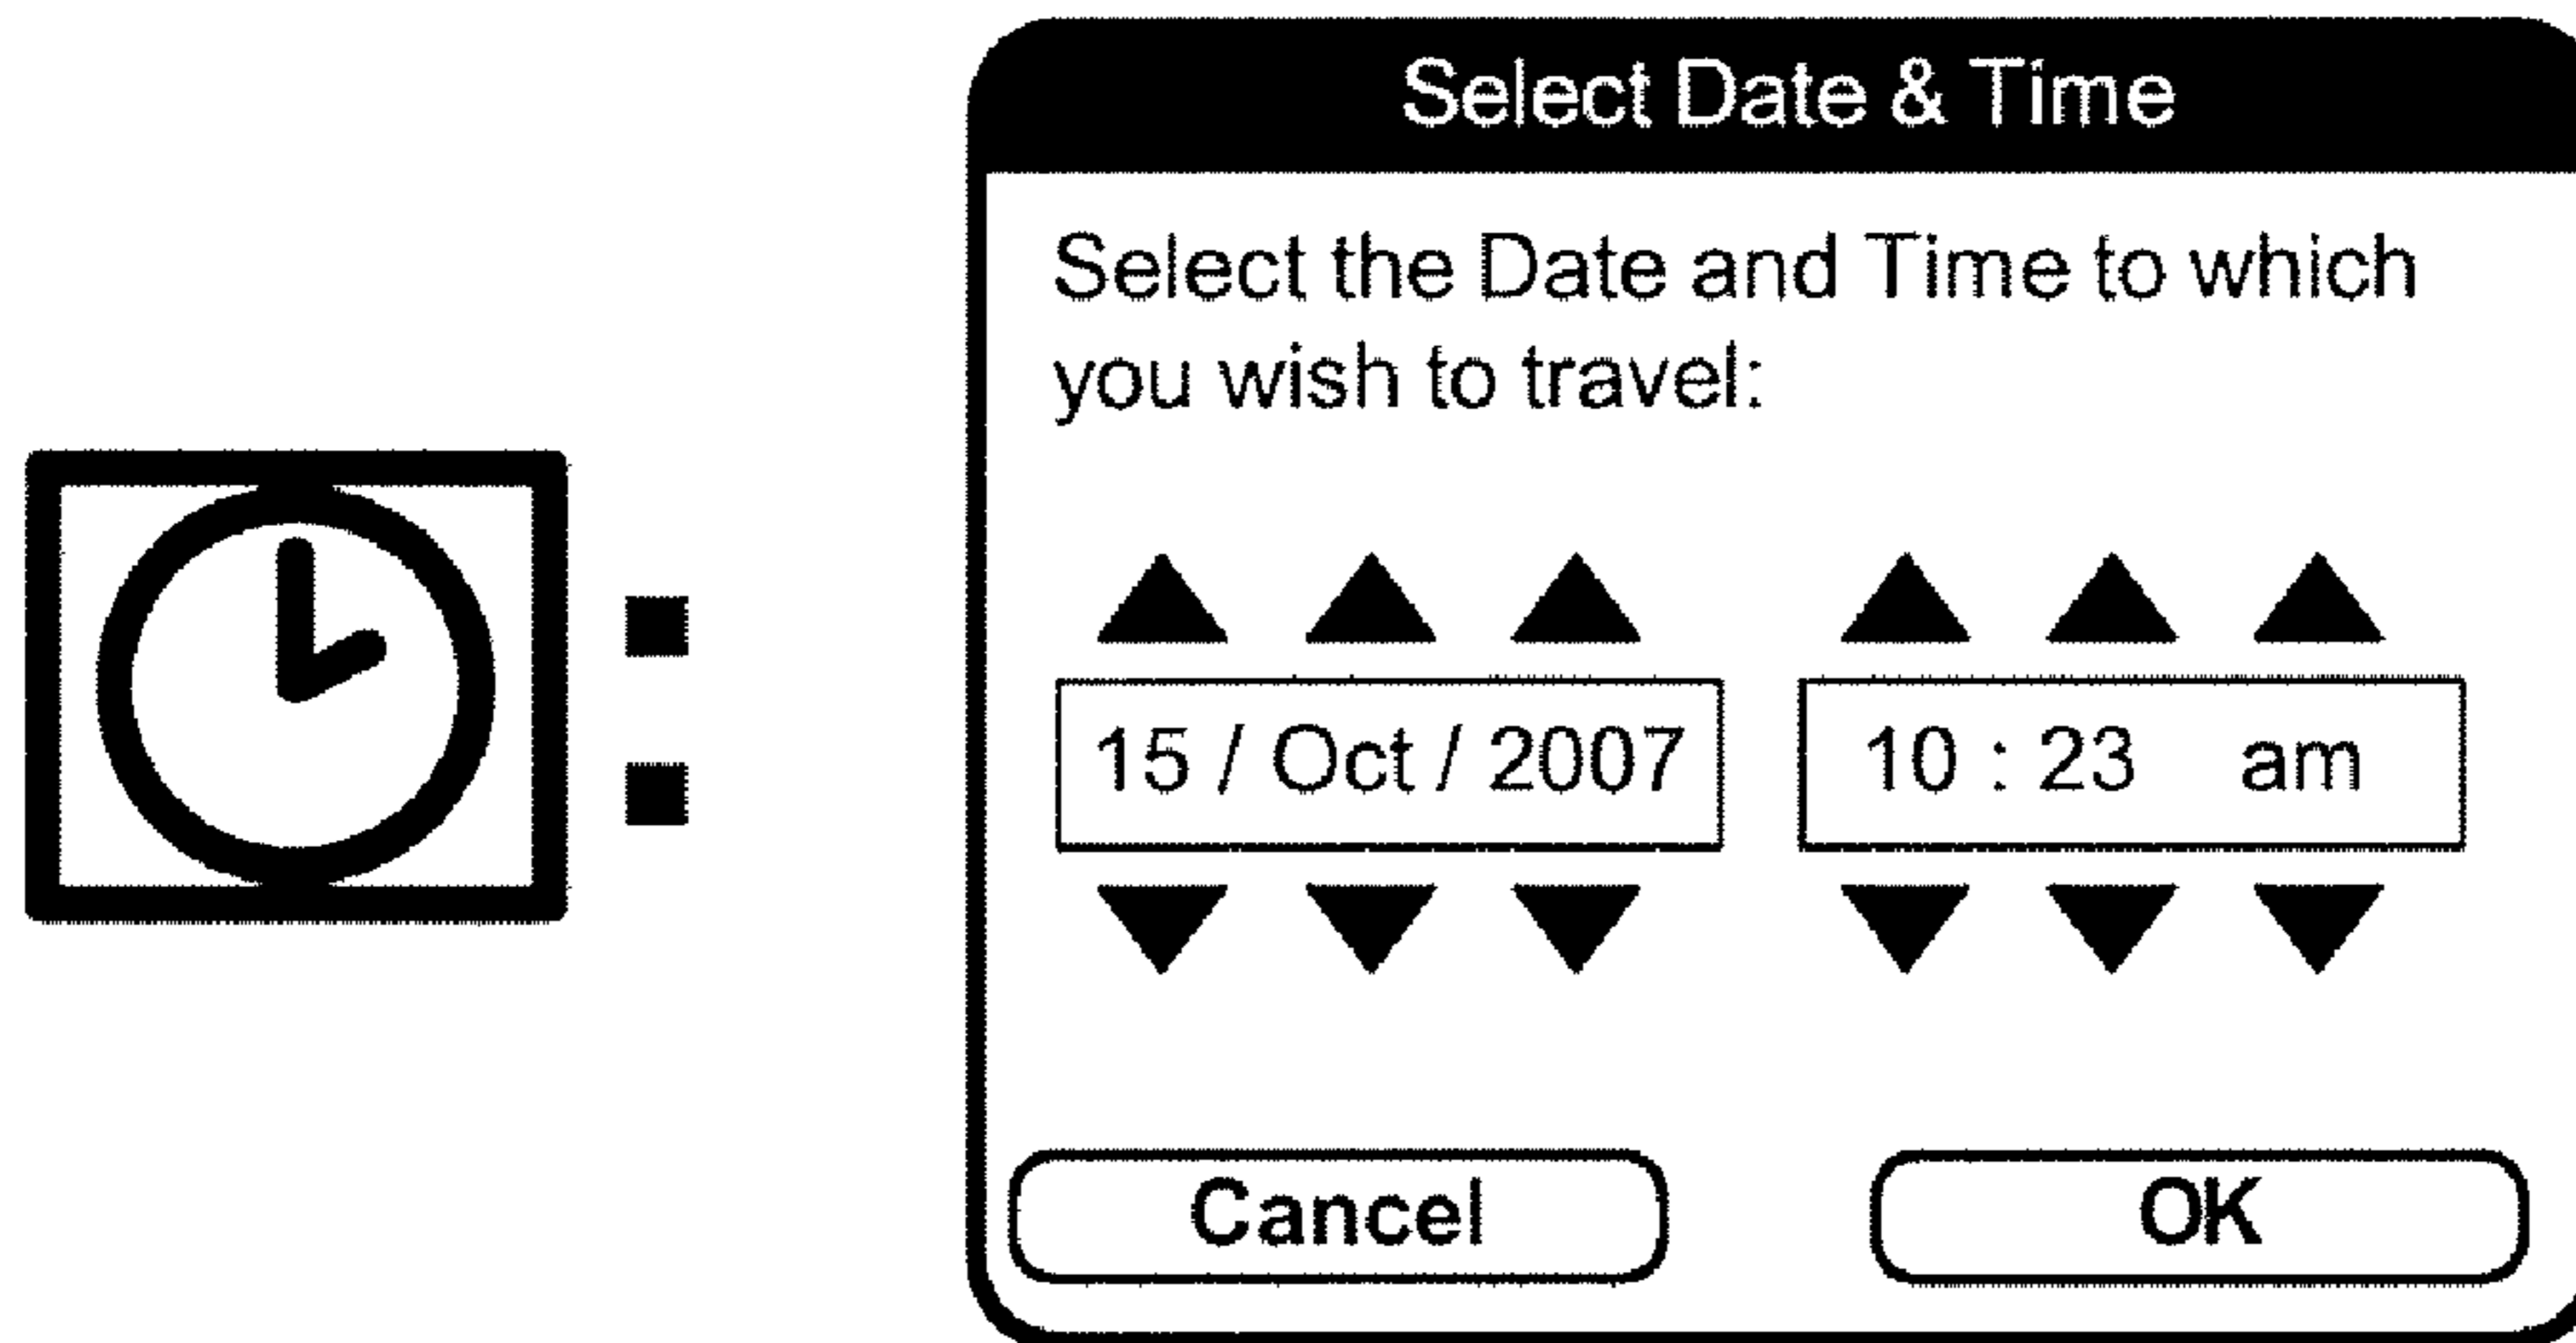 Select Date & Time
Select the Date and Time to which
you wish to travel:
15 / Oct / 2007 10 : 23 am
Cancel OK